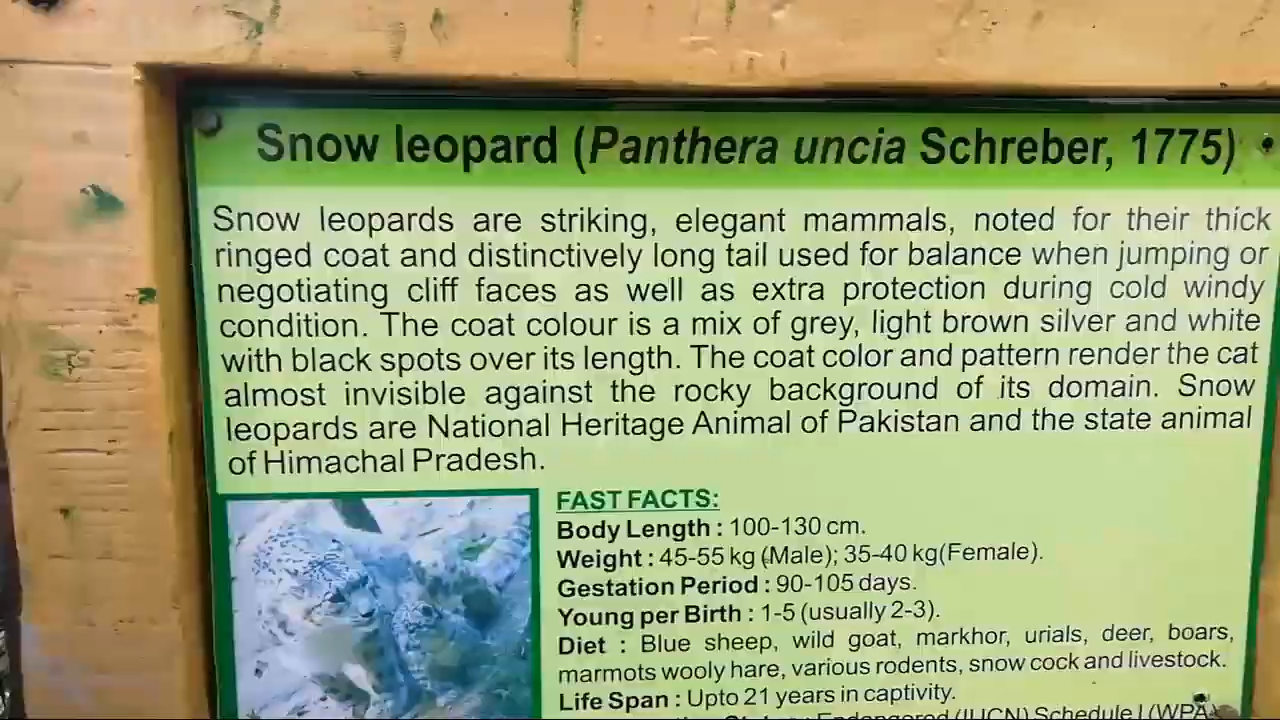 Snow leopard (Panthera uncia Schreber, 1775)
Snow leopards are striking, elegant mammals, noted for their thick
ringed coat and distinctively long tail used for balance when jumping or
negotiating cliff faces as well as extra protection during cold windy
condition. The coat colour is a mix of grey, light brown silver and white
with black spots over its length. The coat color and pattern render the cat
almost invisible against the rocky background of its domain. Snow
leopards are National Heritage Animal of Pakistan and the state animal
of Himachal Pradesh.
FAST FACTS:
Body Length : 100-130 cm.
Weight : 45-55 kg (Male); 35-40 kg(Female).
Gestation Period : 90-105 days.
Young per Birth : 1-5 (usually 2-3).
Diet : Blue sheep, wild goat, markhor, urials, deer, boars,
marmots wooly hare, various rodents, snow cock and livestock.
Life Span : Upto 21 years in captivity.
Endangered (IUCN) Schedule I (WPA)